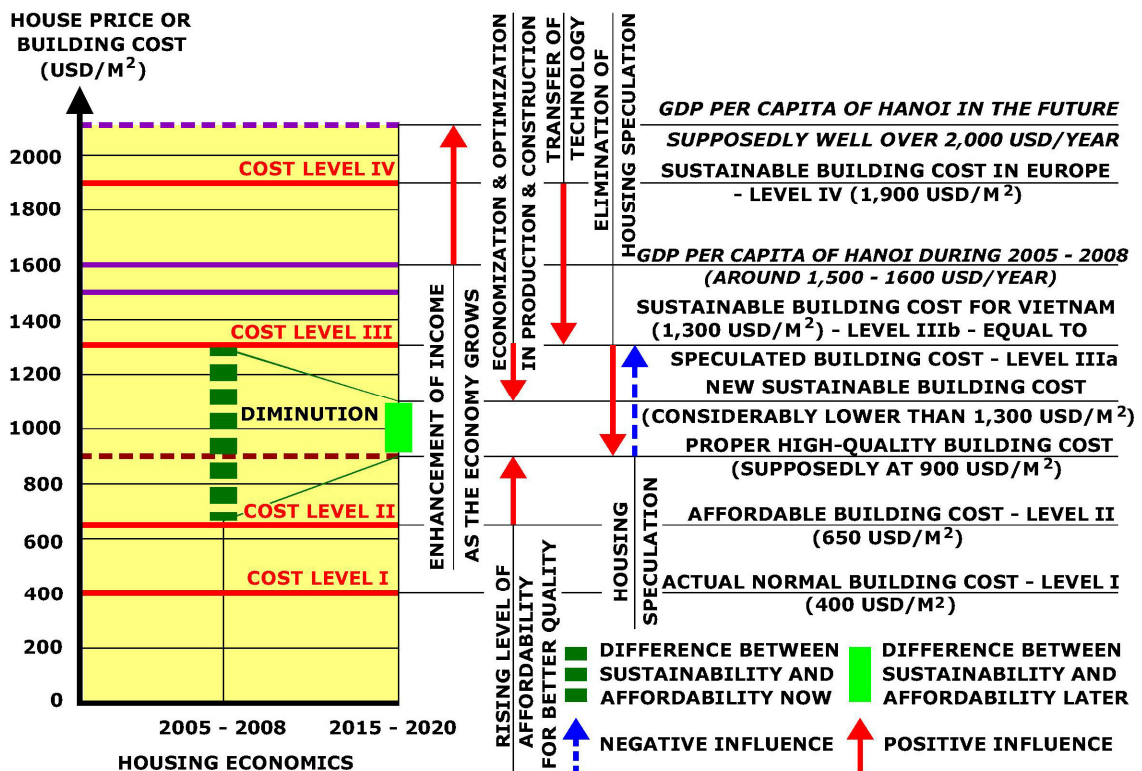 HOUSE PRICE OR
BUILDING COST
(USD/M²)
2000
1800
1600
1400
1200
1000
800
600
400
200
0
COST LEVEL IV
COST LEVEL III
DIMINUTION
COST LEVEL II
COST LEVEL I
2005 - 2008
2015 - 2020
HOUSING ECONOMICS
ENHANCEMENT OF INCOME
AS THE ECONOMY GROWS
ECONOMIZATION & OPTIMIZATION
IN PRODUCTION & CONSTRUCTION
TRANSFER OF
TECHNOLOGY
ELIMINATION OF
HOUSING SPECULATION
RISING LEVEL OF
AFFORDABILITY
FOR BETTER QUALITY
HOUSING
SPECULATION
GDP PER CAPITA OF HANOI IN THE FUTURE
SUPPOSEDLY WELL OVER 2,000 USD/YEAR
SUSTAINABLE BUILDING COST IN EUROPE
- LEVEL IV (1,900 USD/M²)
GDP PER CAPITA OF HANOI DURING 2005 - 2008
(AROUND 1,500 - 1600 USD/YEAR)
SUSTAINABLE BUILDING COST FOR VIETNAM
(1,300 USD/M²) - LEVEL IIIb - EQUAL TO
SPECULATED BUILDING COST - LEVEL IIIa
NEW SUSTAINABLE BUILDING COST
(CONSIDERABLY LOWER THAN 1,300 USD/M²)
PROPER HIGH-QUALITY BUILDING COST
(SUPPOSEDLY AT 900 USD/M²)
AFFORDABLE BUILDING COST - LEVEL II
(650 USD/M²)
ACTUAL NORMAL BUILDING COST - LEVEL I
(400 USD/M²)
DIFFERENCE BETWEEN
SUSTAINABILITY AND
AFFORDABILITY NOW
DIFFERENCE BETWEEN
SUSTAINABILITY AND
AFFORDABILITY LATER
NEGATIVE INFLUENCE
POSITIVE INFLUENCE